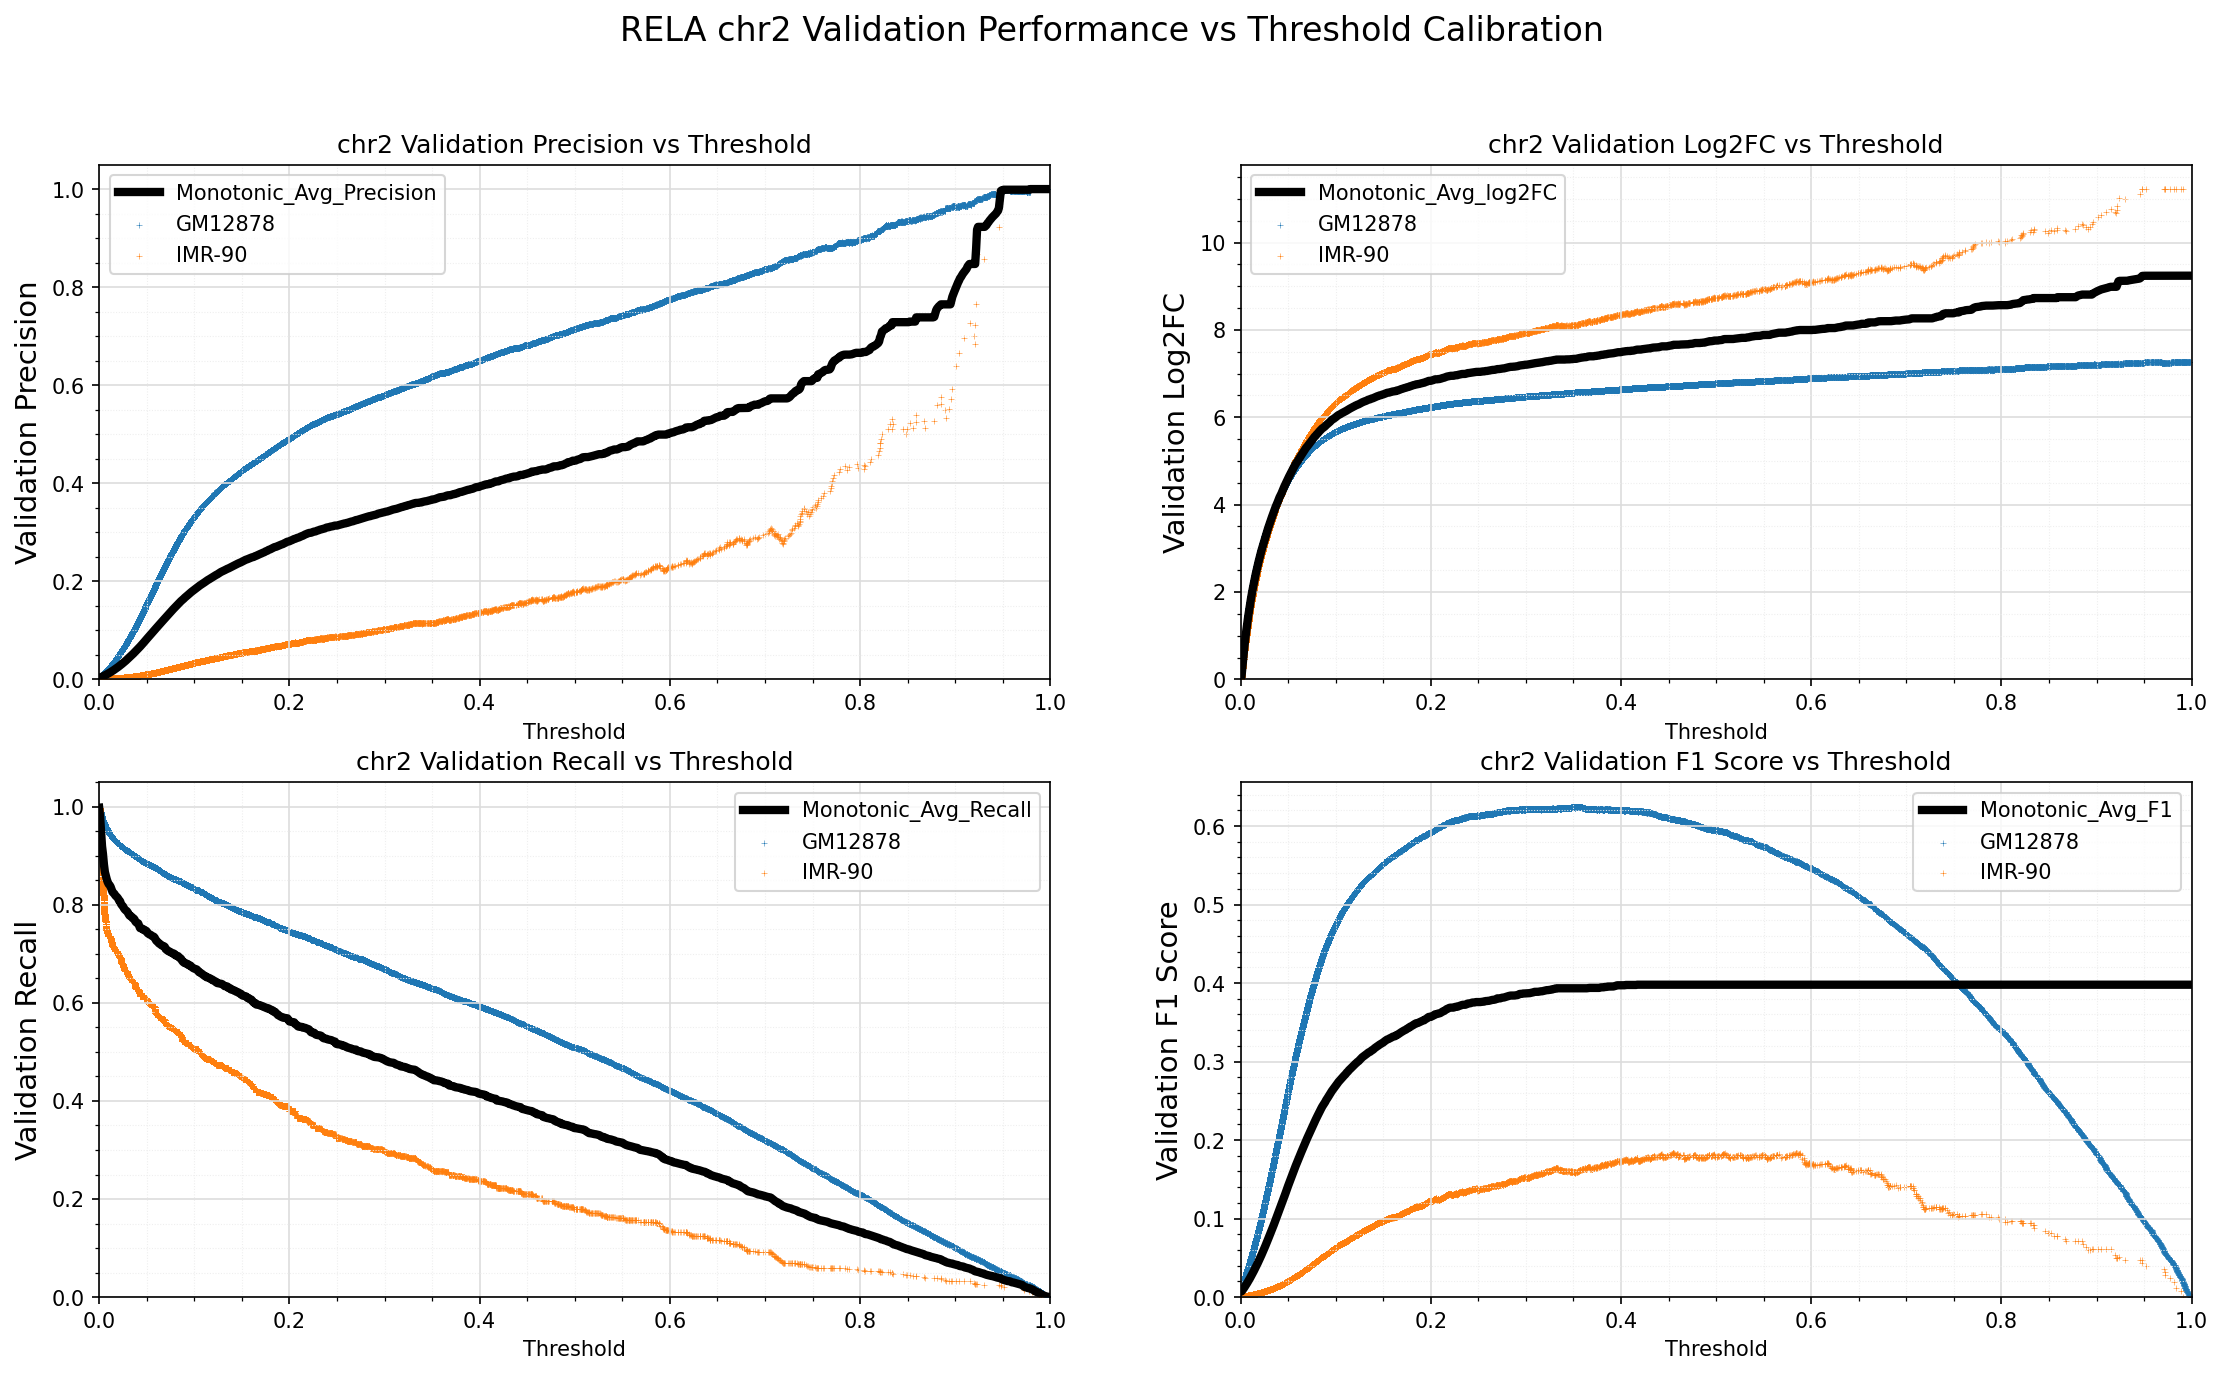 RELA chr2 Validation Performance vs Threshold Calibration
chr2 Validation Precision vs Threshold
Validation Precision
1.0
0.8
0.6
0.4
0.2
0.0
Monotonic_Avg_Precision
GM12878
IMR-90
0.0 0.2 0.4 0.6 0.8 1.0
Threshold
chr2 Validation Log2FC vs Threshold
Validation Log2FC
10
8
6
4
2
0
Monotonic_Avg_log2FC
GM12878
IMR-90
0.0 0.2 0.4 0.6 0.8 1.0
Threshold
chr2 Validation Recall vs Threshold
Validation Recall
1.0
0.8
0.6
0.4
0.2
0.0
Monotonic_Avg_Recall
GM12878
IMR-90
0.0 0.2 0.4 0.6 0.8 1.0
Threshold
chr2 Validation F1 Score vs Threshold
Validation F1 Score
0.6
0.5
0.4
0.3
0.2
0.1
0.0
Monotonic_Avg_F1
GM12878
IMR-90
0.0 0.2 0.4 0.6 0.8 1.0
Threshold